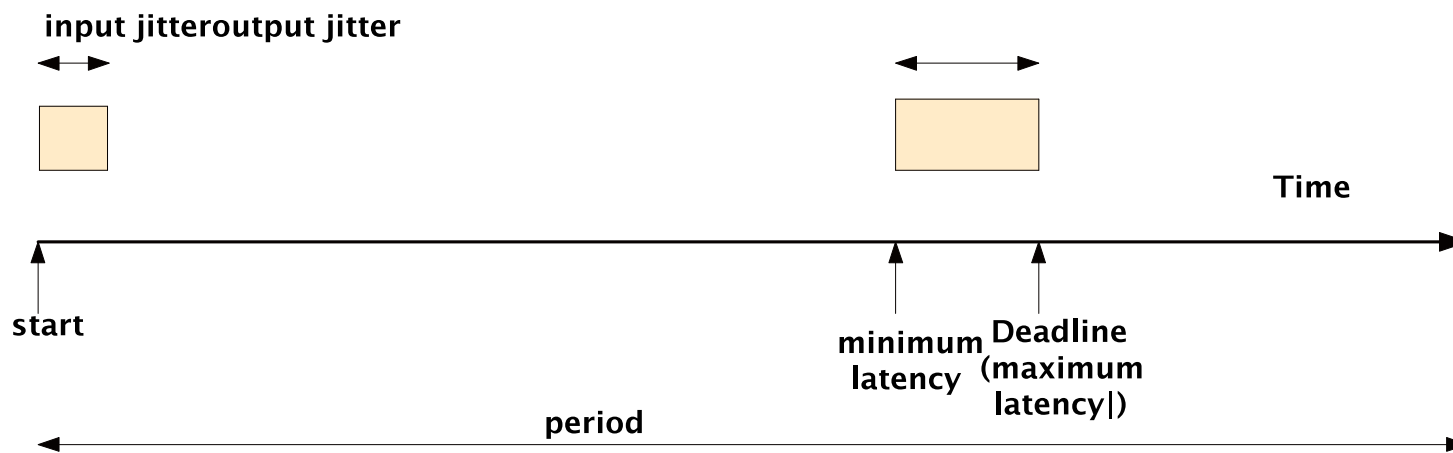 input jitteroutput jitter
Time
start
minimum
latency
Deadline
(maximum
latency|)
period